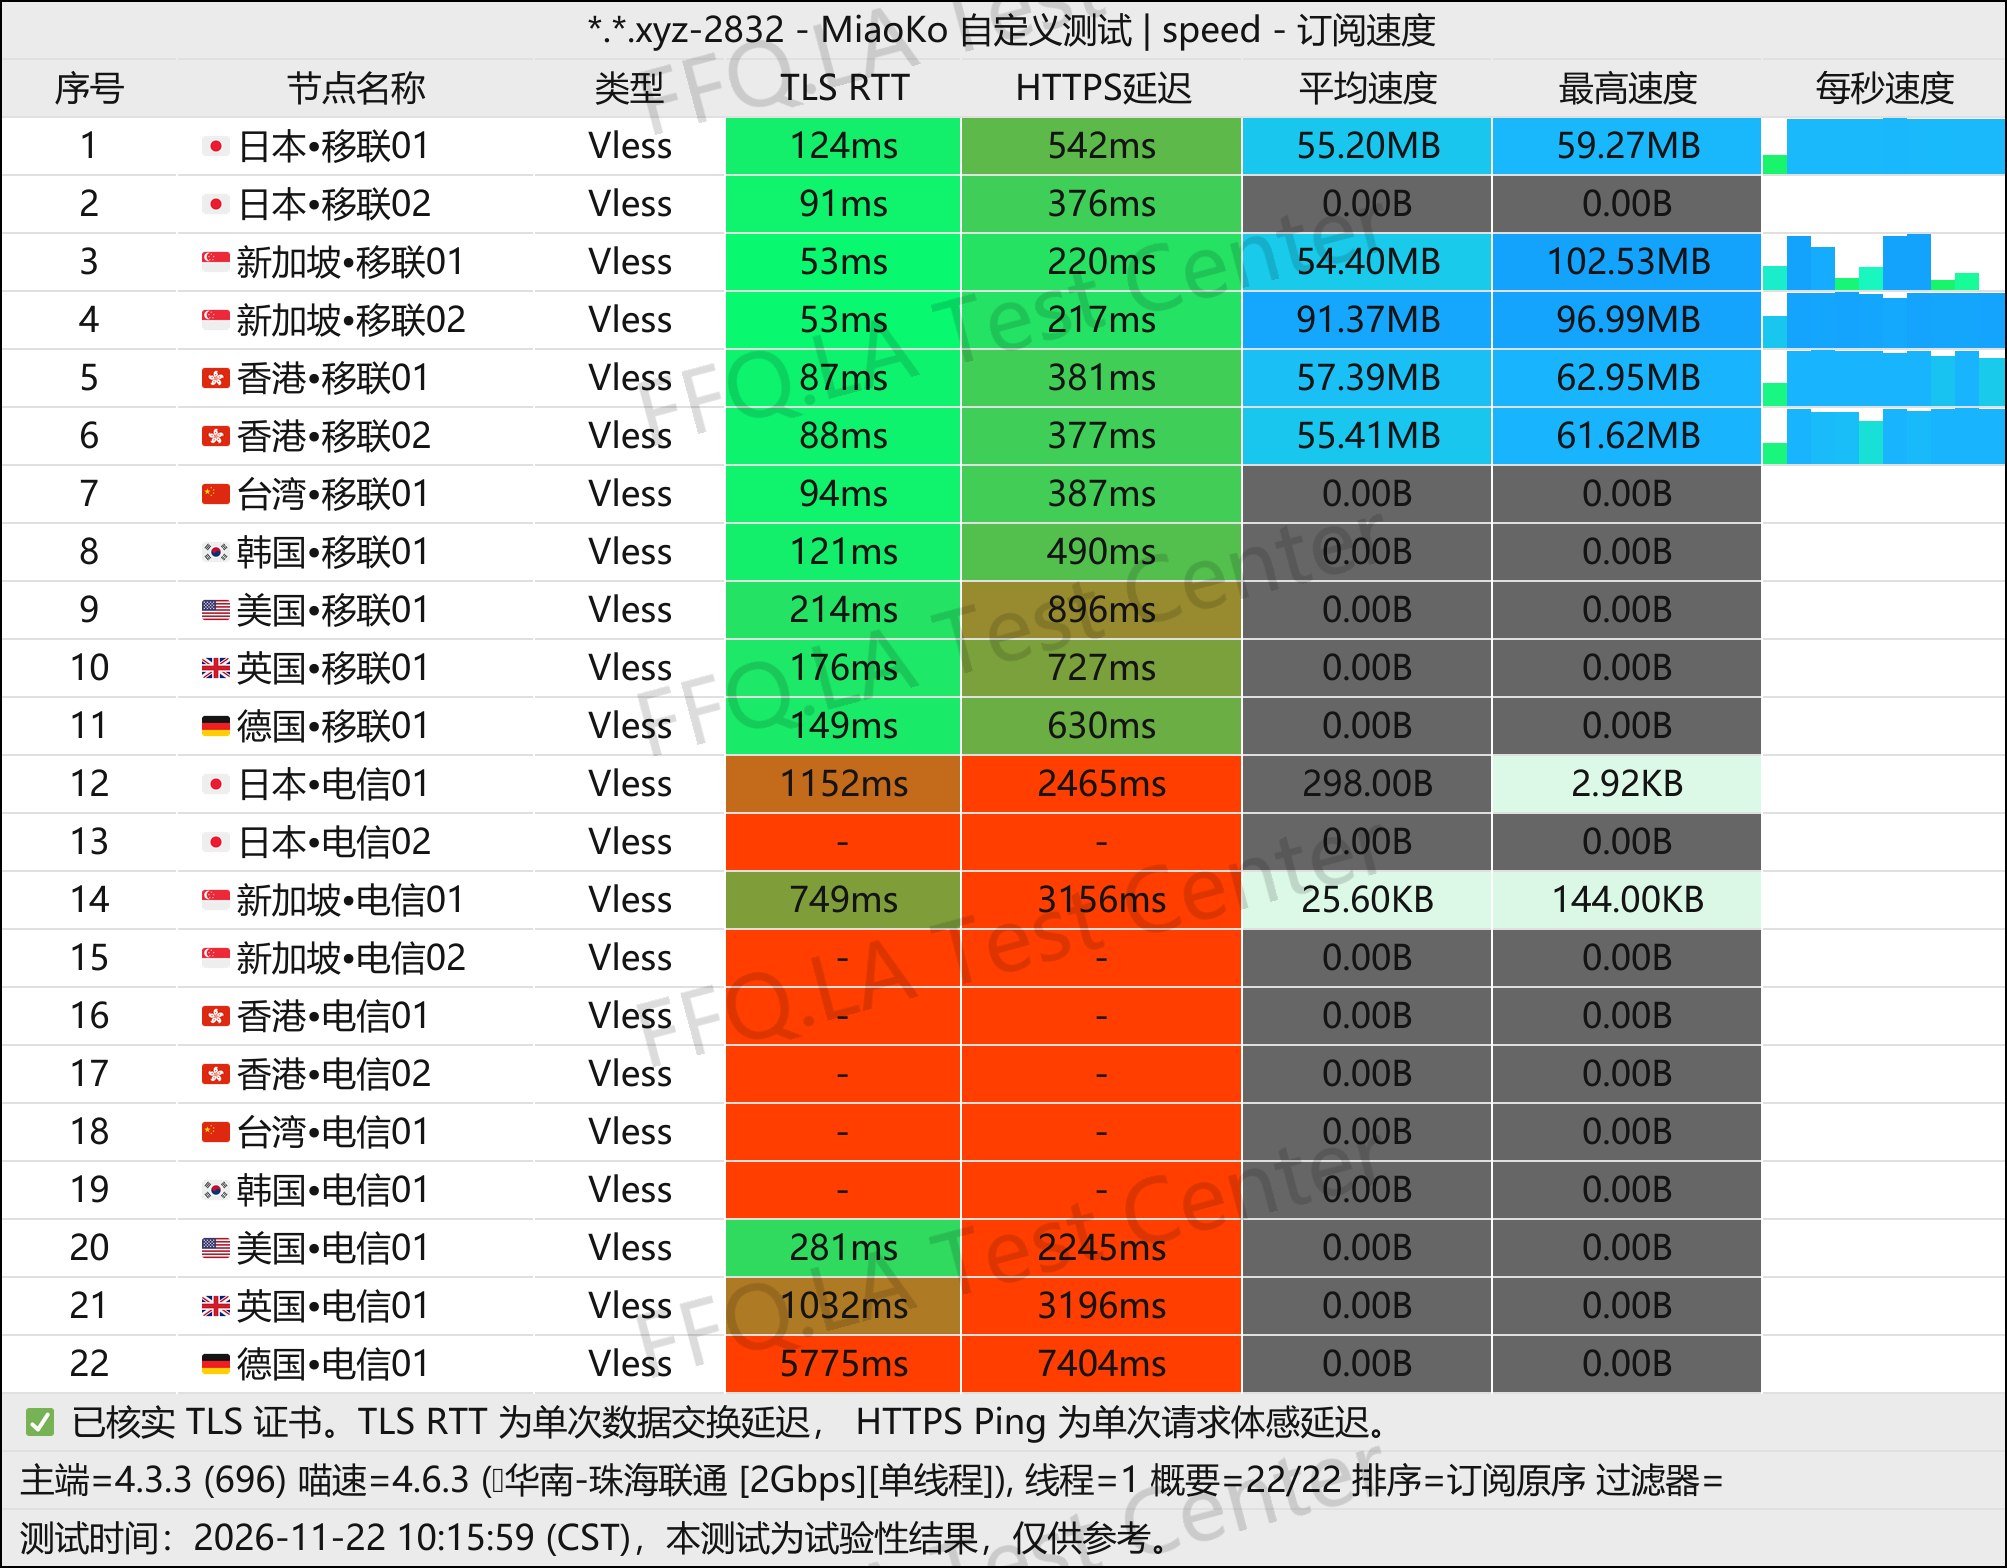 *.*.xyz-2832 - MiaoKo 自定义测试 | speed - 订阅速度
序号 节点名称 类型 TLS RTT HTTPS延迟 平均速度 最高速度 每秒速度
1 日本•移联01 Vless 124ms 542ms 55.20MB 59.27MB
2 日本•移联02 Vless 91ms 376ms 0.00B 0.00B
3 新加坡•移联01 Vless 53ms 220ms 54.40MB 102.53MB
4 新加坡•移联02 Vless 53ms 217ms 91.37MB 96.99MB
5 香港•移联01 Vless 87ms 381ms 57.39MB 62.95MB
6 香港•移联02 Vless 88ms 377ms 55.41MB 61.62MB
7 台湾•移联01 Vless 94ms 387ms 0.00B 0.00B
8 韩国•移联01 Vless 121ms 490ms 0.00B 0.00B
9 美国•移联01 Vless 214ms 896ms 0.00B 0.00B
10 英国•移联01 Vless 176ms 727ms 0.00B 0.00B
11 德国•移联01 Vless 149ms 630ms 0.00B 0.00B
12 日本•电信01 Vless 1152ms 2465ms 298.00B 2.92KB
13 日本•电信02 Vless - - 0.00B 0.00B
14 新加坡•电信01 Vless 749ms 3156ms 25.60KB 144.00KB
15 新加坡•电信02 Vless - - 0.00B 0.00B
16 香港•电信01 Vless - - 0.00B 0.00B
17 香港•电信02 Vless - - 0.00B 0.00B
18 台湾•电信01 Vless - - 0.00B 0.00B
19 韩国•电信01 Vless - - 0.00B 0.00B
20 美国•电信01 Vless 281ms 2245ms 0.00B 0.00B
21 英国•电信01 Vless 1032ms 3196ms 0.00B 0.00B
22 德国•电信01 Vless 5775ms 7404ms 0.00B 0.00B
✅ 已核实 TLS 证书。TLS RTT 为单次数据交换延迟， HTTPS Ping 为单次请求体感延迟。
主端=4.3.3 (696) 喵速=4.6.3 (华南-珠海联通 [2Gbps][单线程]), 线程=1 概要=22/22 排序=订阅原序 过滤器=
测试时间：2026-11-22 10:15:59 (CST)，本测试为试验性结果，仅供参考。
FFQ.LA Test Center
FFQ.LA Test Center
FFQ.LA Test Center
FFQ.LA Test Center
FFQ.LA Test Center